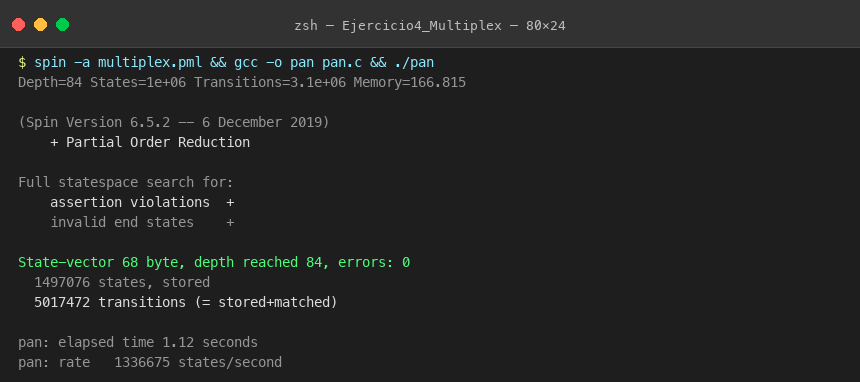 zsh — Ejercicio4_Multiplex — 80×24
$ spin -a multiplex.pml && gcc -o pan pan.c && ./pan
Depth=84 States=1e+06 Transitions=3.1e+06 Memory=166.815
(Spin Version 6.5.2 -- 6 December 2019)
+ Partial Order Reduction
Full statespace search for:
assertion violations +
invalid end states +
State-vector 68 byte, depth reached 84, errors: 0
1497076 states, stored
5017472 transitions (= stored+matched)
pan: elapsed time 1.12 seconds
pan: rate 1336675 states/second